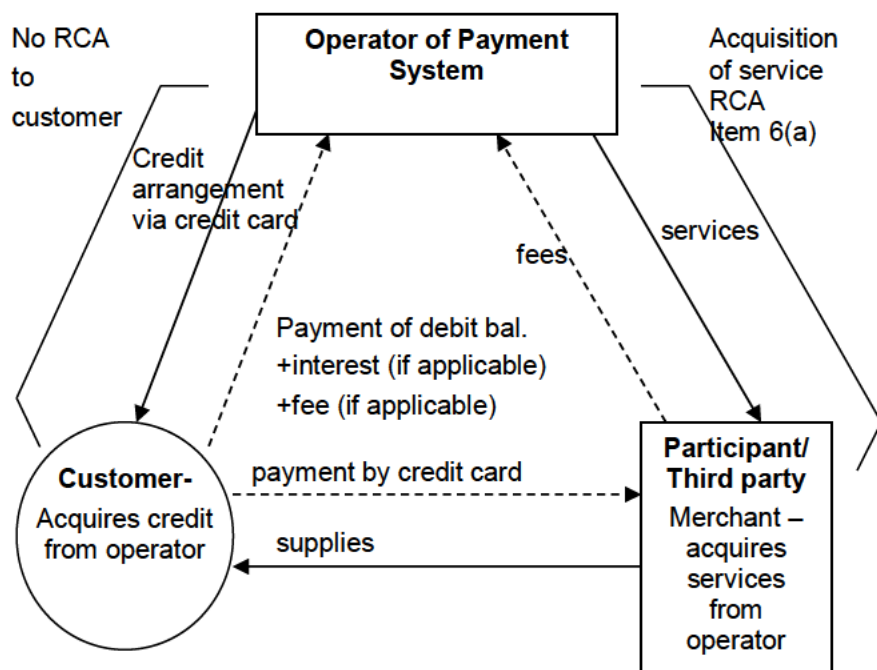 No RCA
to
customer
Operator of Payment
System
Acquisition
of service
RCA
Item 6(a)
Credit
arrangement
via credit card
services
fees
Payment of debit bal.
+interest (if applicable)
+fee (if applicable)
Customer-
Acquires credit
from operator
payment by credit card
supplies
Participant/
Third party
Merchant –
acquires
services
from
operator